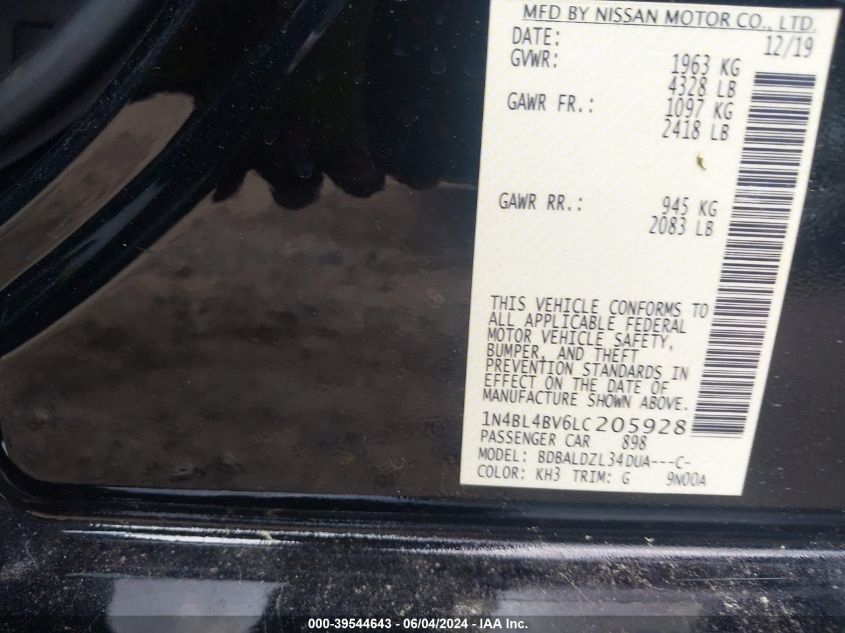 MFD BY NISSAN MOTOR CO., LTD.
DATE: 12/19
GVWR: 1963 KG
4328 LB
GAWR FR.: 1097 KG
2418 LB
GAWR RR.: 945 KG
2083 LB
THIS VEHICLE CONFORMS TO
ALL APPLICABLE FEDERAL
MOTOR VEHICLE SAFETY,
BUMPER, AND THEFT
PREVENTION STANDARDS IN
EFFECT ON THE DATE OF
MANUFACTURE SHOWN ABOVE.
1N4BL4BV6LC205928
PASSENGER CAR 898
MODEL: BDBALDZL34DUA---C-
COLOR: KH3 TRIM: G 9N00A
000-39544643 - 06/04/2024 - IAA Inc.